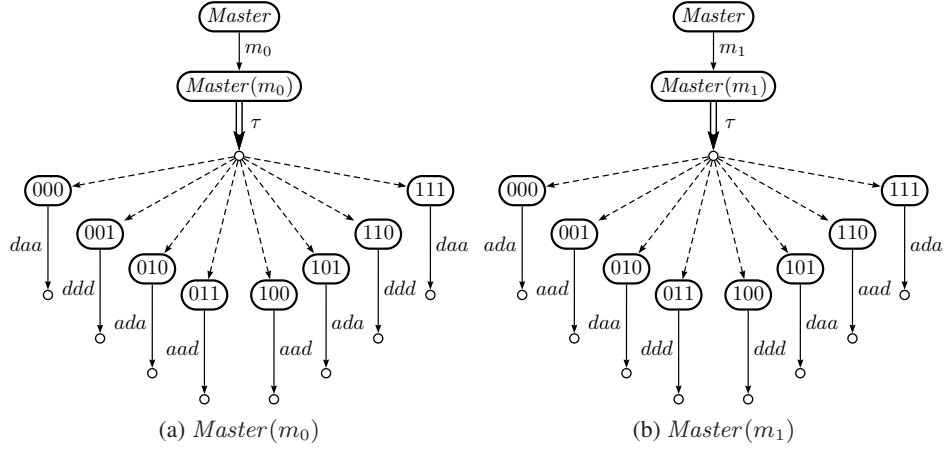 Master
m₀
Master(m₀)
τ
000
001
010
011
100
101
110
111
daa
ddd
ada
aad
aad
ada
ddd
daa
(a) Master(m₀)
Master
m₁
Master(m₁)
τ
000
001
010
011
100
101
110
111
ada
aad
daa
ddd
ddd
daa
aad
ada
(b) Master(m₁)